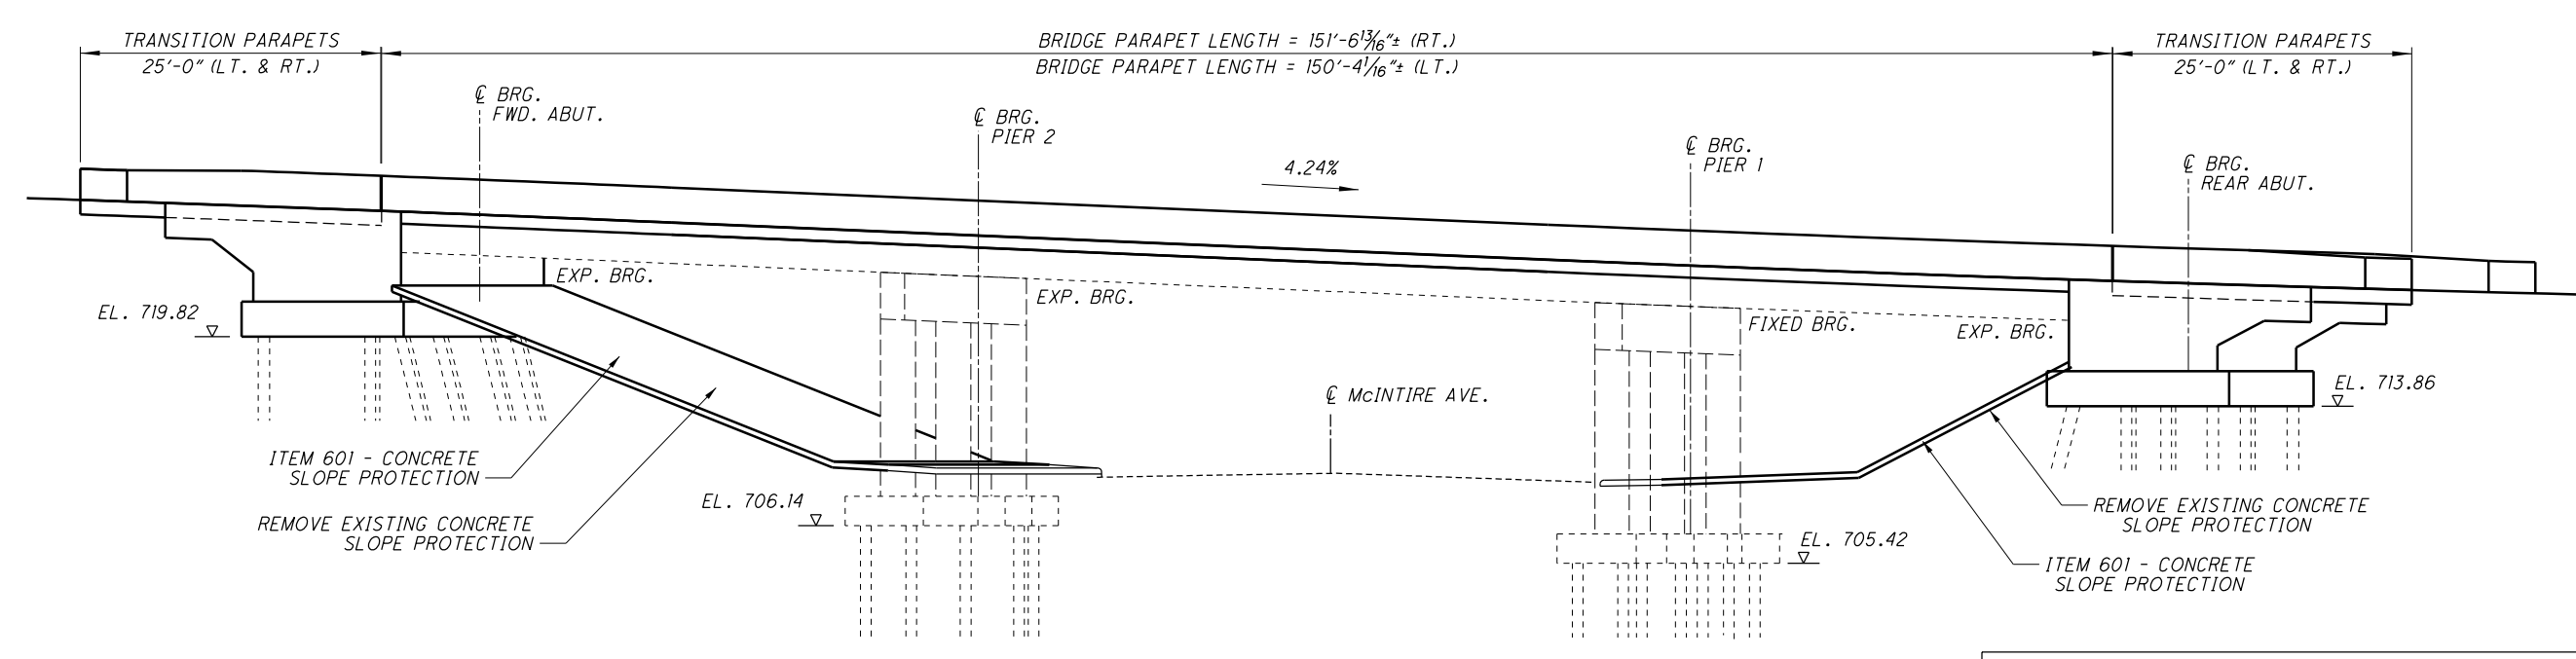 TRANSITION PARAPETS
25'-0" (LT. & RT.)
BRIDGE PARAPET LENGTH = 151'-6 13/16"± (RT.)
BRIDGE PARAPET LENGTH = 150'-4 1/16"± (LT.)
TRANSITION PARAPETS
25'-0" (LT. & RT.)
℄ BRG.
FWD. ABUT.
℄ BRG.
PIER 2
℄ BRG.
PIER 1
℄ BRG.
REAR ABUT.
4.24%
EXP. BRG.
EXP. BRG.
FIXED BRG.
EXP. BRG.
EL. 719.82
℄ McINTIRE AVE.
EL. 713.86
ITEM 601 - CONCRETE
SLOPE PROTECTION
REMOVE EXISTING CONCRETE
SLOPE PROTECTION
EL. 706.14
EL. 705.42
REMOVE EXISTING CONCRETE
SLOPE PROTECTION
ITEM 601 - CONCRETE
SLOPE PROTECTION